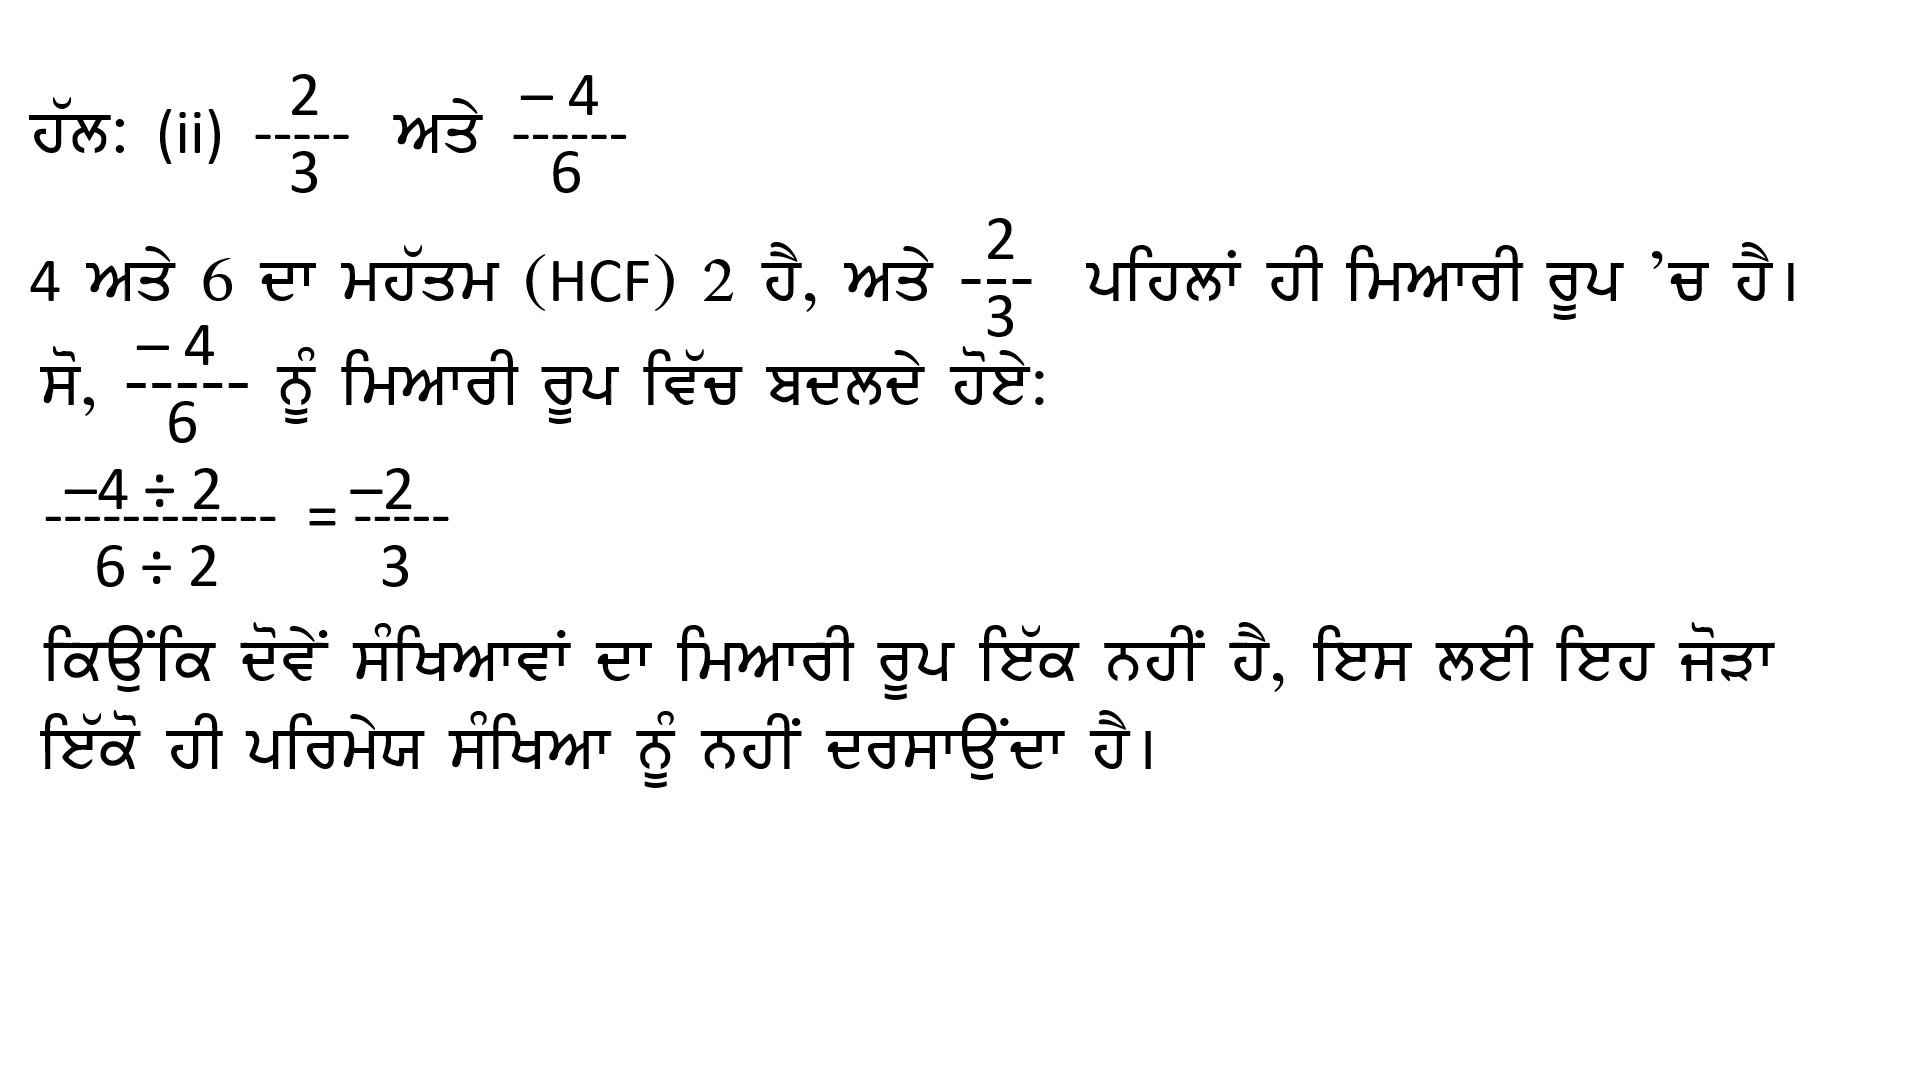 ਹੱਲ: (ii) 2/3 ਅਤੇ – 4/6
4 ਅਤੇ 6 ਦਾ ਮਹੱਤਮ (HCF) 2 ਹੈ, ਅਤੇ 2/3 ਪਹਿਲਾਂ ਹੀ ਮਿਆਰੀ ਰੂਪ ’ਚ ਹੈ।
ਸੋ, – 4/6 ਨੂੰ ਮਿਆਰੀ ਰੂਪ ਵਿੱਚ ਬਦਲਦੇ ਹੋਏ:
–4 ÷ 2/6 ÷ 2 = –2/3
ਕਿਉਂਕਿ ਦੋਵੇਂ ਸੰਖਿਆਵਾਂ ਦਾ ਮਿਆਰੀ ਰੂਪ ਇੱਕ ਨਹੀਂ ਹੈ, ਇਸ ਲਈ ਇਹ ਜੋੜਾ
ਇੱਕੋ ਹੀ ਪਰਿਮੇਯ ਸੰਖਿਆ ਨੂੰ ਨਹੀਂ ਦਰਸਾਉਂਦਾ ਹੈ।